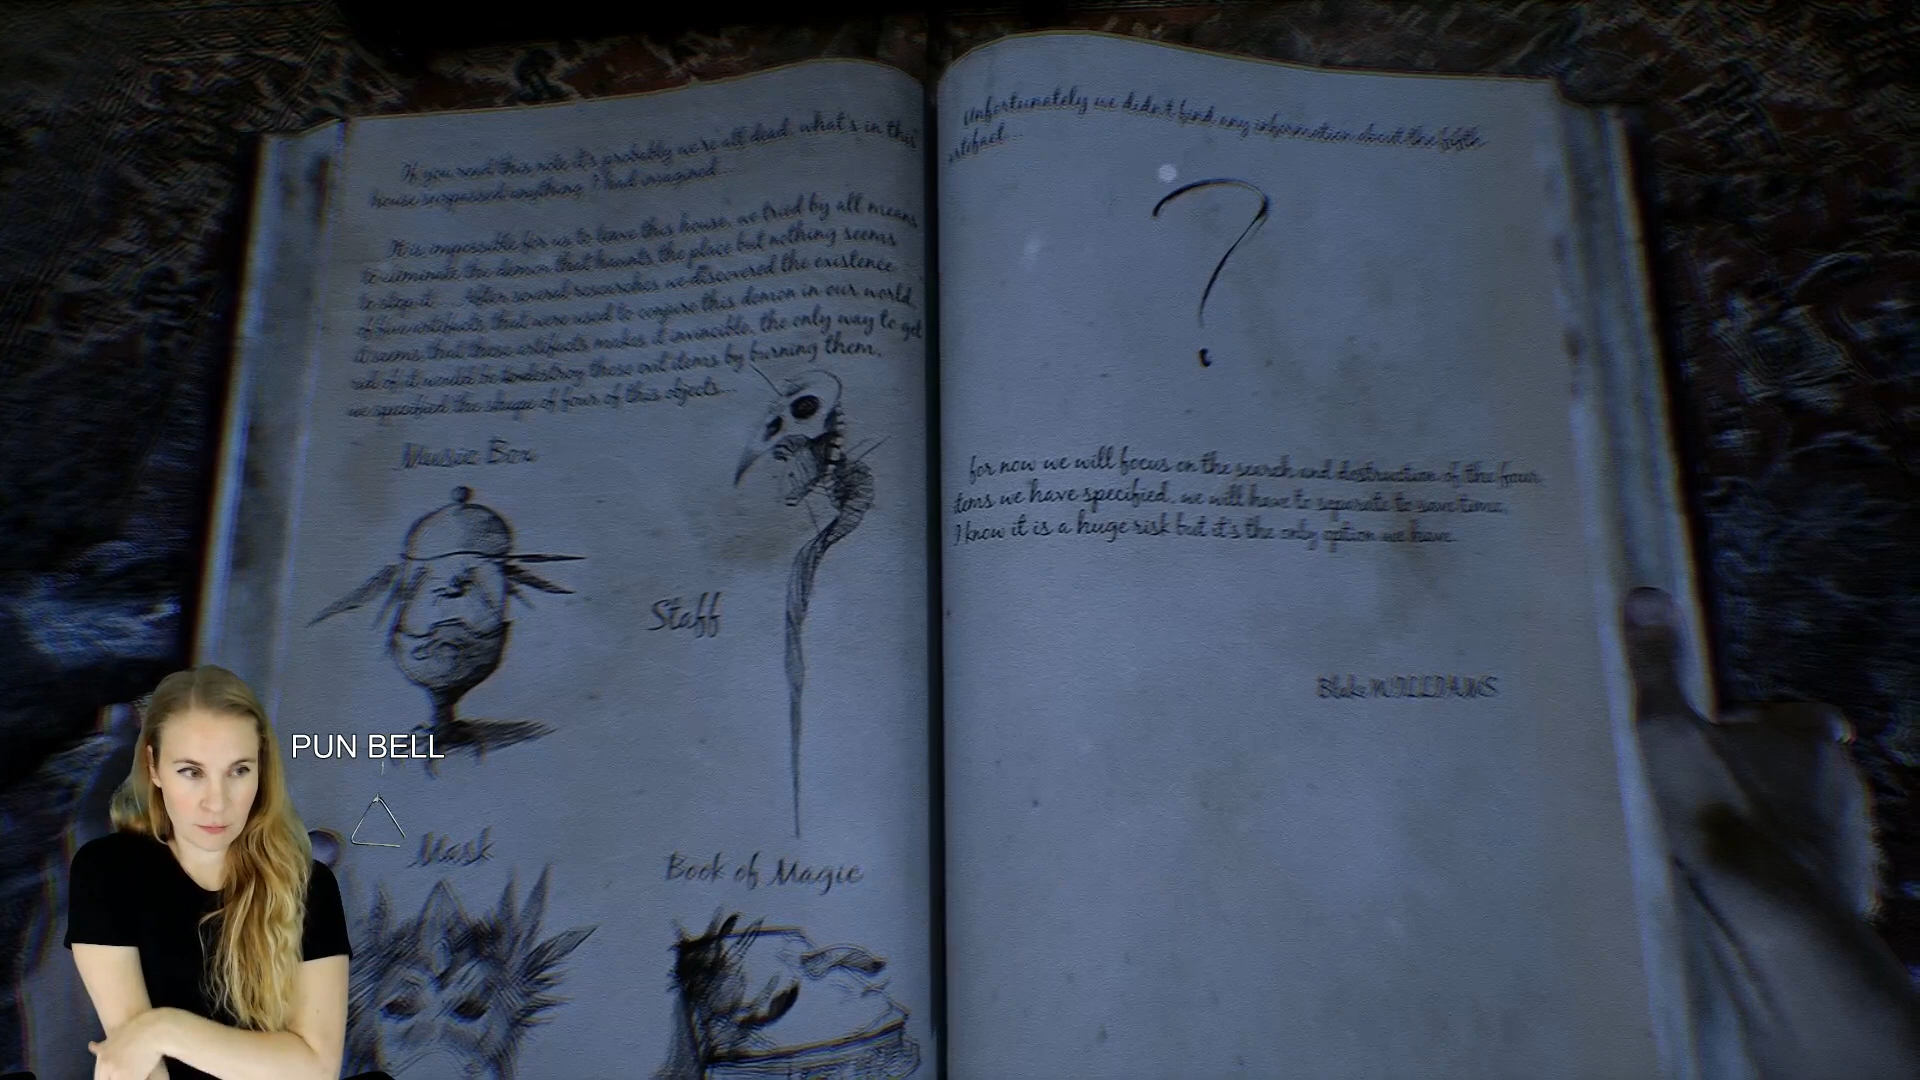 If you read this note it's probably we're all dead, what's in this
house surpassed anything I had imagined...
It is impossible for us to leave this house, we tried by all means
to eliminate the demon that haunts the place but nothing seems
to stop it... After several researches we discovered the existence
of five artifacts that were used to conjure this demon in our world,
it seems that these artifacts makes it invincible, the only way to get
rid of it would be to destroy these evil items by burning them,
we specified the shape of four of this objects...
Music Box
Staff
Mask
Book of Magic
Unfortunately we didn't find any information about the fifth
artifact...
?
for now we will focus on the search and destruction of the four
items we have specified, we will have to separate to save time,
I know it is a huge risk but it's the only option we have.
Blake WILLIAMS
PUN BELL